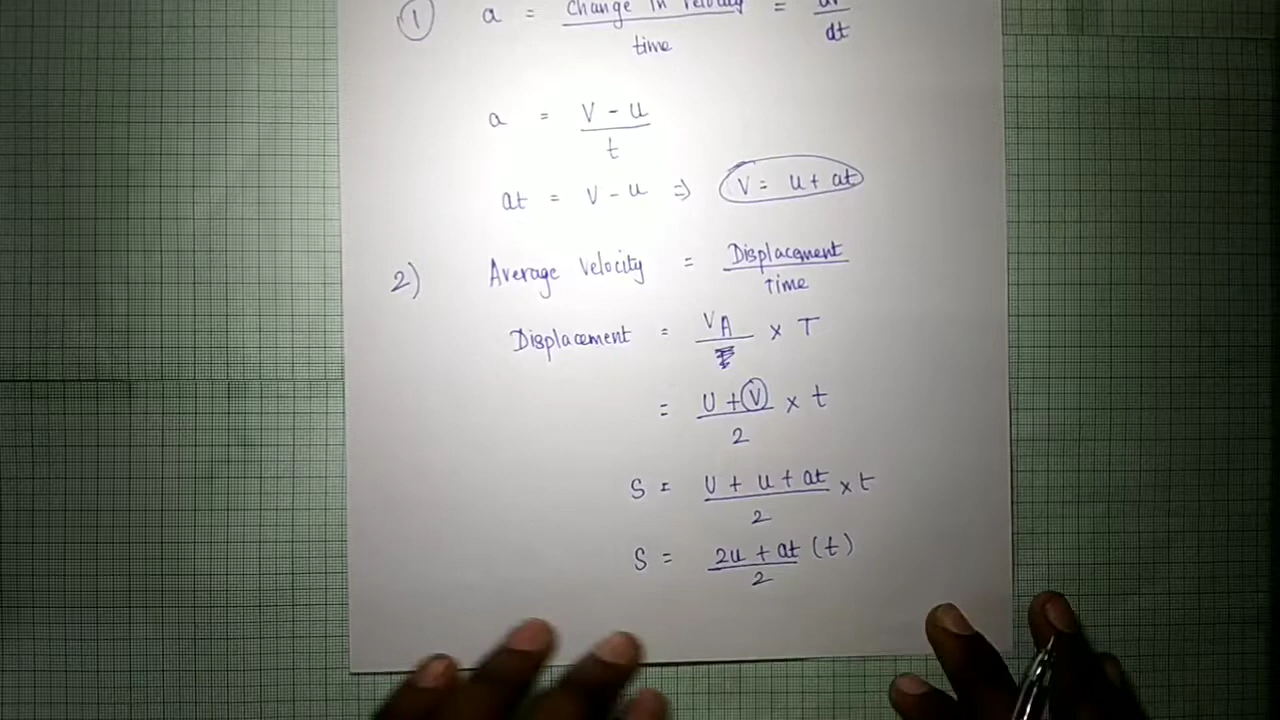 ① a = Change in velocity / time = dv / dt
a = V - u / t
at = V - u ⇒ V = u + at
2) Average Velocity = Displacement / Time
Displacement = VA / × T
= U + V / 2 × t
S = U + u + at / 2 × t
S = 2u + at / 2 (t)